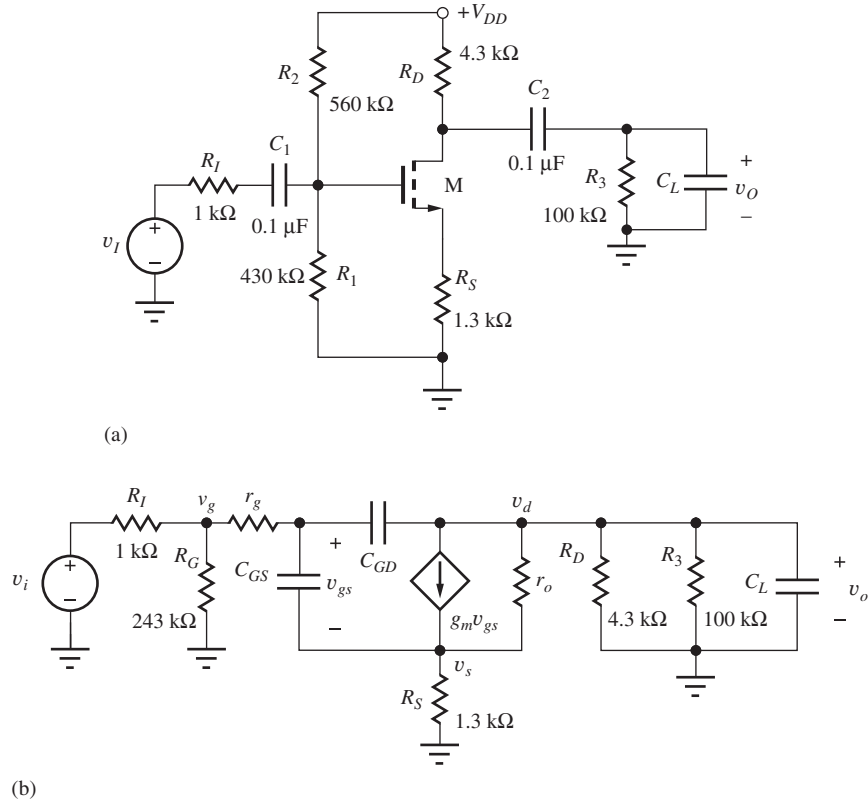 +V_DD
R_2
560 kΩ
R_D
4.3 kΩ
C_2
0.1 µF
R_I
1 kΩ
C_1
0.1 µF
M
v_I
+
−
430 kΩ
R_1
R_S
1.3 kΩ
R_3
100 kΩ
C_L
+
v_O
−
(a)
R_I
1 kΩ
v_g
r_g
v_i
+
−
R_G
243 kΩ
C_GS
+
v_gs
−
C_GD
g_m v_gs
v_d
r_o
v_s
R_S
1.3 kΩ
R_D
4.3 kΩ
R_3
100 kΩ
C_L
+
v_o
−
(b)